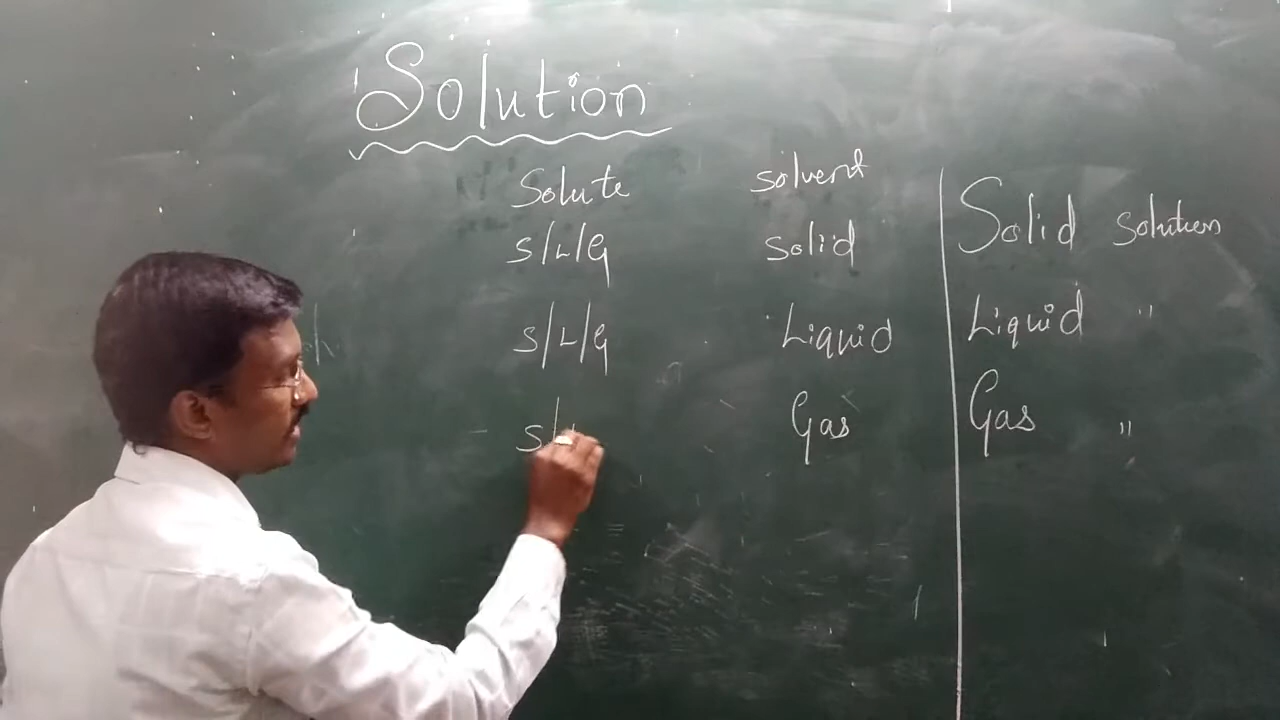 Solution
Solute solvent
S/L/G solid Solid solution
S/L/G Liquid Liquid "
S/L Gas Gas "